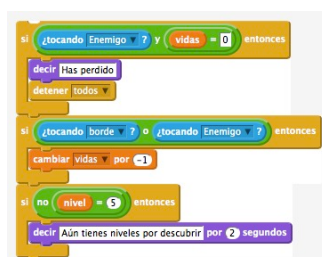 si ¿tocando Enemigo ? y vidas = 0 entonces
decir Has perdido
detener todos
si ¿tocando borde ? o ¿tocando Enemigo ? entonces
cambiar vidas por -1
si no nivel = 5 entonces
decir Aún tienes niveles por descubrir por 2 segundos